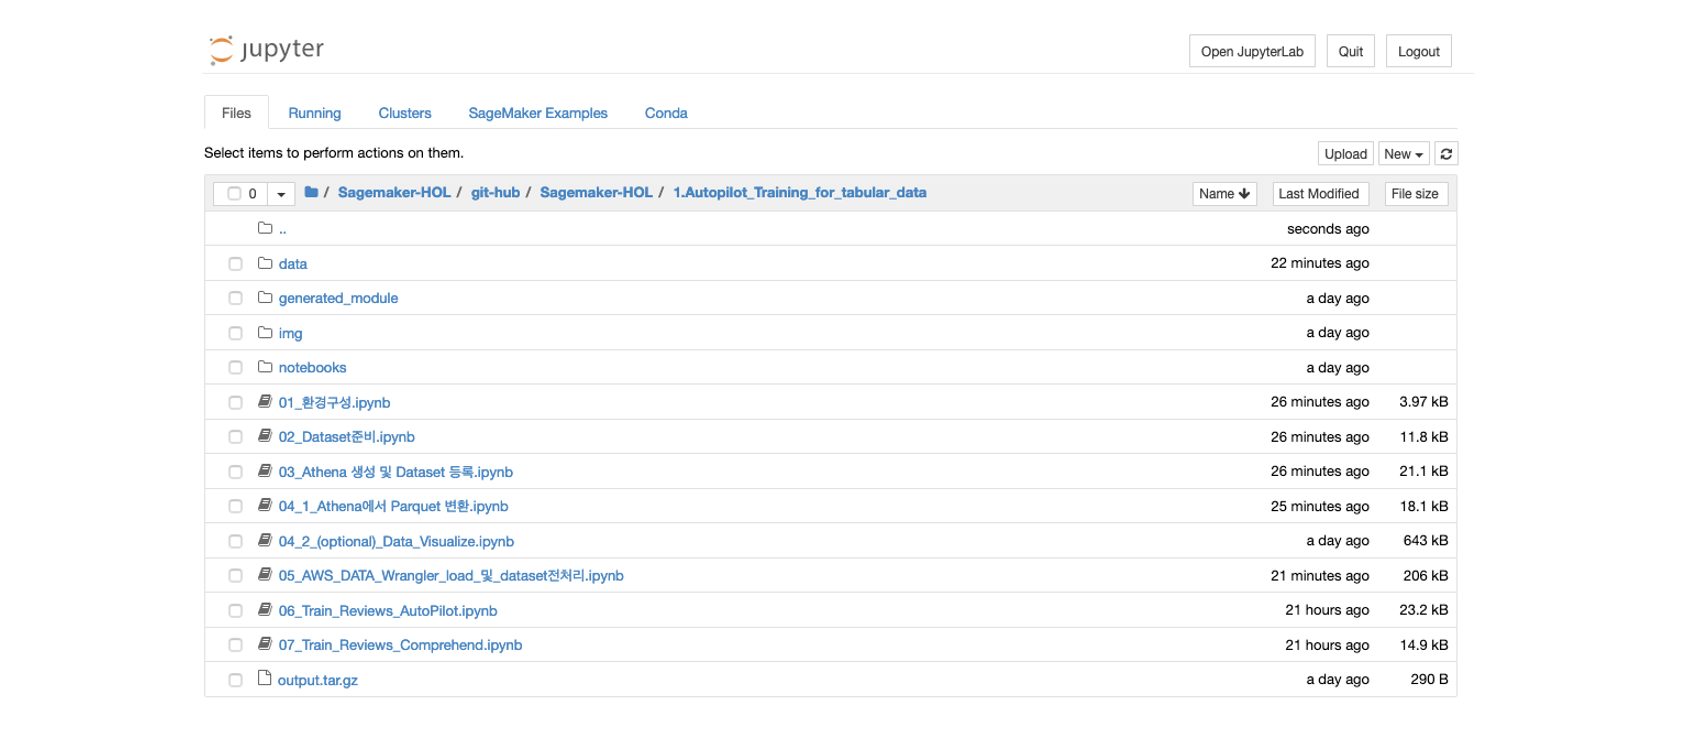 jupyter
Open JupyterLab Quit Logout
Files Running Clusters SageMaker Examples Conda
Select items to perform actions on them.
Upload New
0 / Sagemaker-HOL / git-hub / Sagemaker-HOL / 1.Autopilot_Training_for_tabular_data Name Last Modified File size
.. seconds ago
data 22 minutes ago
generated_module a day ago
img a day ago
notebooks a day ago
01_환경구성.ipynb 26 minutes ago 3.97 kB
02_Dataset준비.ipynb 26 minutes ago 11.8 kB
03_Athena 생성 및 Dataset 등록.ipynb 26 minutes ago 21.1 kB
04_1_Athena에서 Parquet 변환.ipynb 25 minutes ago 18.1 kB
04_2_(optional)_Data_Visualize.ipynb a day ago 643 kB
05_AWS_DATA_Wrangler_load_및_dataset전처리.ipynb 21 minutes ago 206 kB
06_Train_Reviews_AutoPilot.ipynb 21 hours ago 23.2 kB
07_Train_Reviews_Comprehend.ipynb 21 hours ago 14.9 kB
output.tar.gz a day ago 290 B